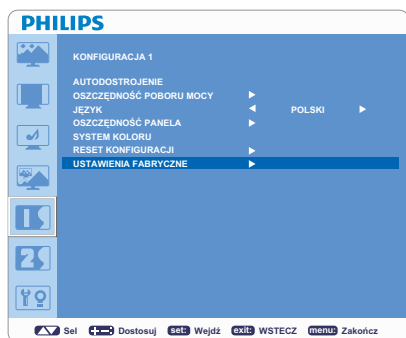 PHILIPS
KONFIGURACJA 1
AUTODOSTROJENIE
OSZCZĘDNOŚĆ POBORU MOCY
JĘZYK POLSKI
OSZCZĘDNOŚĆ PANELA
SYSTEM KOLORU
RESET KONFIGURACJI
USTAWIENIA FABRYCZNE
Sel Dostosuj set: Wejdź exit: WSTECZ menu: Zakończ